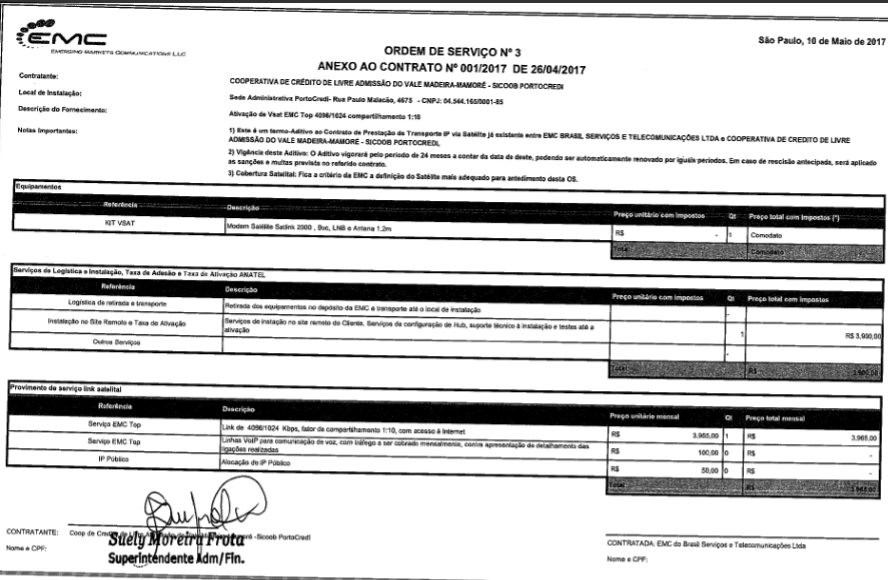 EMC
EMERGING MARKETS COMMUNICATIONS LLC
São Paulo, 10 de Maio de 2017
ORDEM DE SERVIÇO Nº 3
ANEXO AO CONTRATO Nº 001/2017 DE 26/04/2017
Contratante:
COOPERATIVA DE CRÉDITO DE LIVRE ADMISSÃO DO VALE MADEIRA-MAMORÉ - SICOOB PORTOCREDI
Local de Instalação:
Sede Administrativa PortoCredi- Rua Paulo Malacão, 4675 - CNPJ: 04.544.165/0001-85
Descrição do Fornecimento:
Ativação de Vsat EMC Top 4096/1024 compartilhamento 1:10
Notas Importantes:
1) Este é um termo-Aditivo ao Contrato de Prestação de Transporte IP via Satélite já existente entre EMC BRASIL SERVIÇOS E TELECOMUNICAÇÕES LTDA e COOPERATIVA DE CREDITO DE LIVRE
ADMISSÃO DO VALE MADEIRA-MAMORÉ - SICOOB PORTOCREDI,
2) Vigência deste Aditivo: O Aditivo vigorará pelo período de 24 meses a contar da data de deste, podendo ser automaticamente renovado por iguais períodos. Em caso de rescisão antecipada, será aplicado
as sanções e multas prevista no referido contrato.
3) Cobertura Satelital: Fica a critério da EMC a definição do Satélite mais adequado para antedimento desta OS.
Equipamentos
Referência Descrição Preço unitário com impostos Qt Preço total com impostos (*)
KIT VSAT Modem Satélite Satlink 2000 , Buc, LNB e Antena 1,2m R$ - 1 Comodato
Total Comodato
Serviços de Logística e Instalação, Taxa de Adesão e Taxa de Ativação ANATEL
Referência Descrição Preço unitário com impostos Qt Preço total com impostos
Logística de retirada e transporte Retirada dos equipamentos no depósito da EMC e transporte até o local de instalação -
Instalação no Site Remoto e Taxa de Ativação Serviços de instação no site remoto do Cliente, Serviços de configuração de Hub, suporte técnico à instalação e testes até a
ativação 1 R$ 3.900,00
Outros Serviços -
Total R$ 3.900,00
Provimento de serviço link satelital
Referência Descrição Preço unitário mensal Qt Preço total mensal
Serviço EMC Top Link de 4096/1024 Kbps, fator de compartilhamento 1:10, com acesso à Internet R$ 3.965,00 1 R$ 3.965,00
Serviço EMC Top Linhas VoIP para comunicação de voz, com tráfego a ser cobrado mensalmente, contra apresentação de detalhamento das
ligações realizadas R$ 100,00 0 R$ -
IP Público Alocação de IP Público R$ 50,00 0 R$ -
Total R$ 3.965,00
CONTRATANTE: Coop de Credito de -Sicoob PortoCredi
Suely Moreira Frota
Nome e CPF:
Superintendente Adm/Fin.
CONTRATADA: EMC do Brasil Serviços e Telecomunicações Ltda
Nome e CPF: